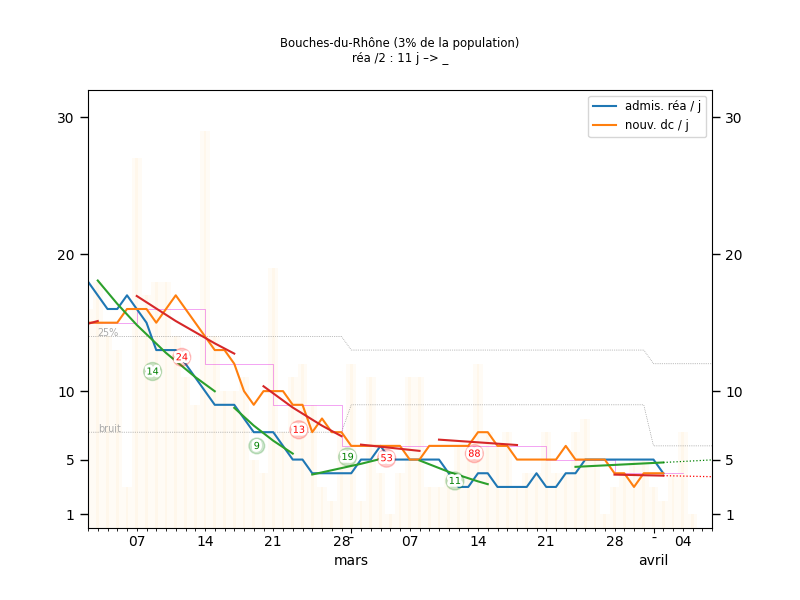 Bouches-du-Rhône (3% de la population)
réa /2 : 11 j –> _
admis. réa / j
nouv. dc / j
30 30
20 20
25%
24
14
10 10
13
bruit
9
19
53
88
5 5
11
1 1
07 14 21 28 07 14 21 28 04
mars avril